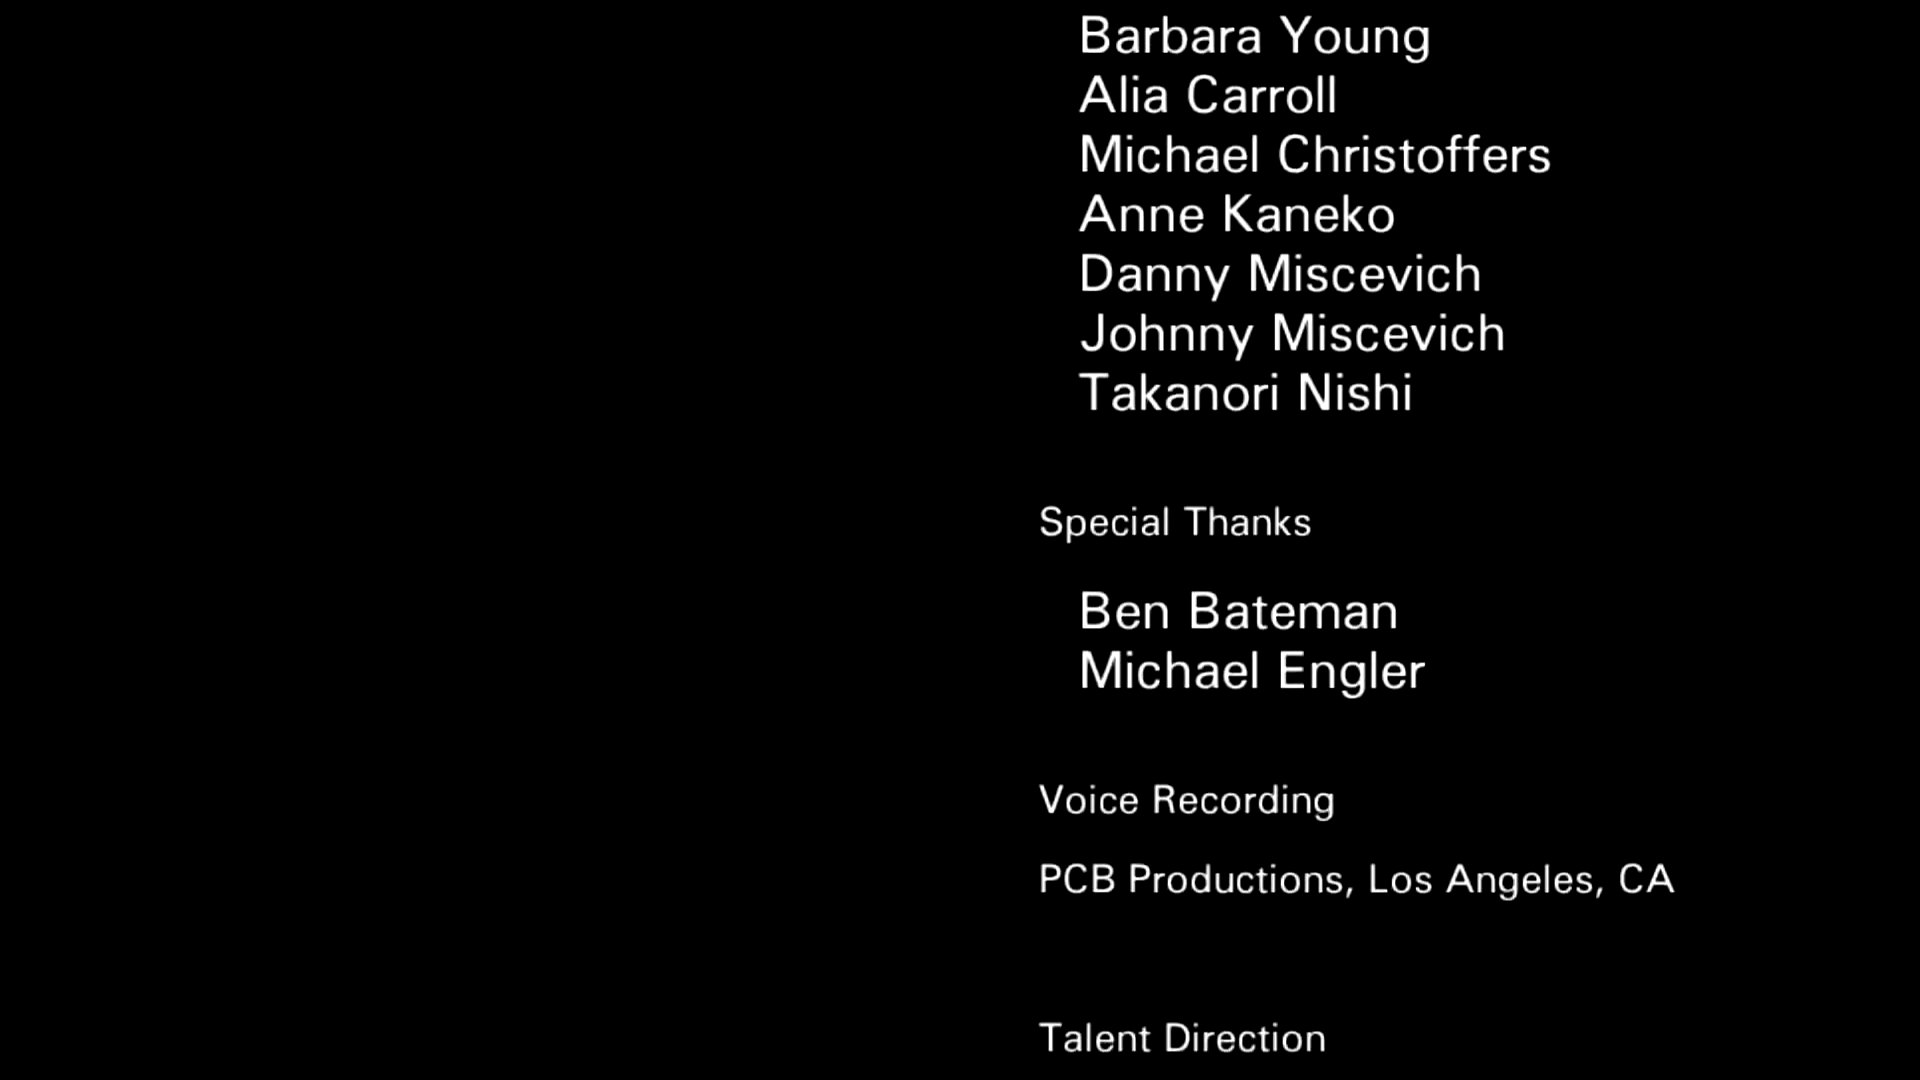 Barbara Young
Alia Carroll
Michael Christoffers
Anne Kaneko
Danny Miscevich
Johnny Miscevich
Takanori Nishi
Special Thanks
Ben Bateman
Michael Engler
Voice Recording
PCB Productions, Los Angeles, CA
Talent Direction